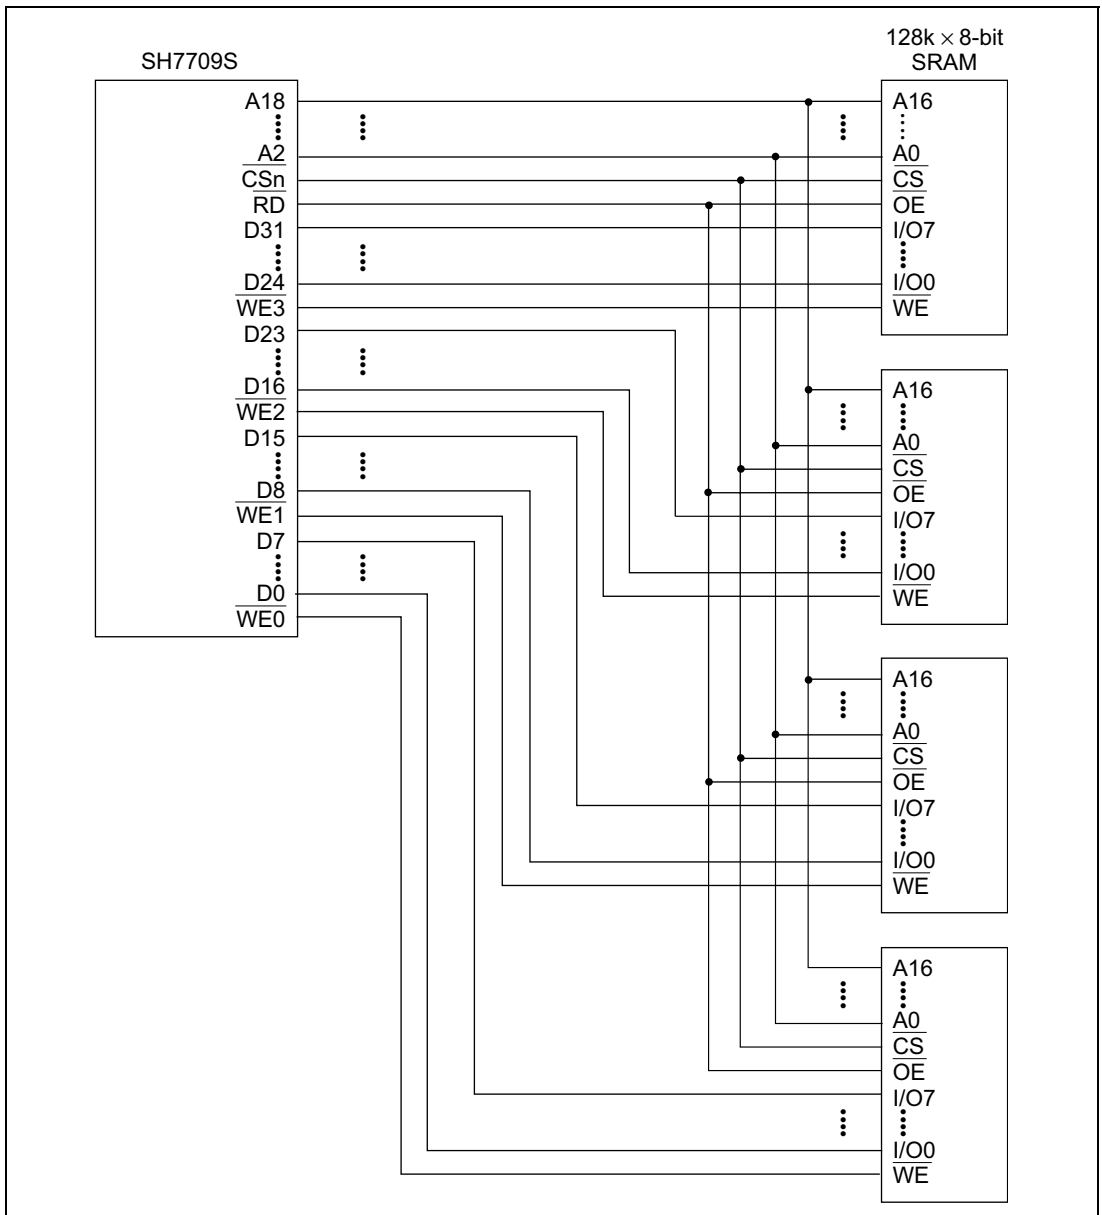 128k × 8-bit
SRAM
SH7709S
A18
A2
CSn
RD
D31
D24
WE3
D23
D16
WE2
D15
D8
WE1
D7
D0
WE0
A16
A0
CS
OE
I/O7
I/O0
WE
A16
A0
CS
OE
I/O7
I/O0
WE
A16
A0
CS
OE
I/O7
I/O0
WE
A16
A0
CS
OE
I/O7
I/O0
WE